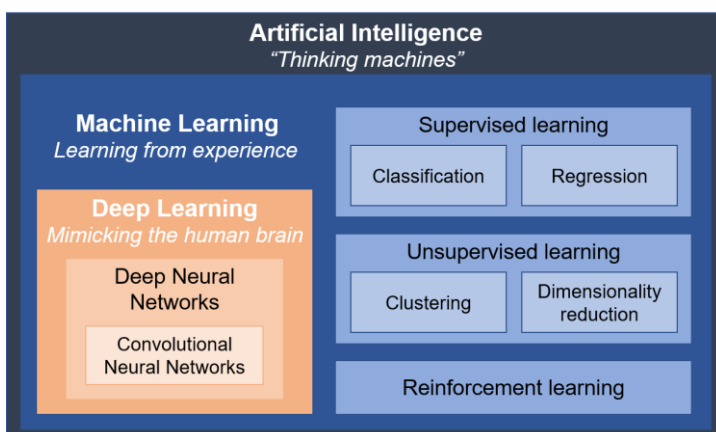 Artificial Intelligence
“Thinking machines”
Machine Learning
Learning from experience
Deep Learning
Mimicking the human brain
Deep Neural
Networks
Convolutional
Neural Networks
Supervised learning
Classification
Regression
Unsupervised learning
Clustering
Dimensionality
reduction
Reinforcement learning